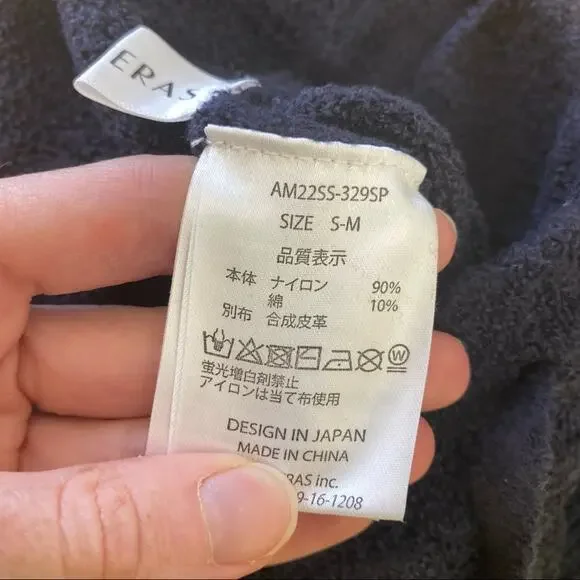 ERAS
AM22SS-329SP
SIZE S-M
品質表示
本体 ナイロン 90%
綿 10%
別布 合成皮革
W
蛍光増白剤禁止
アイロンは当て布使用
DESIGN IN JAPAN
MADE IN CHINA
RAS inc.
9-16-1208